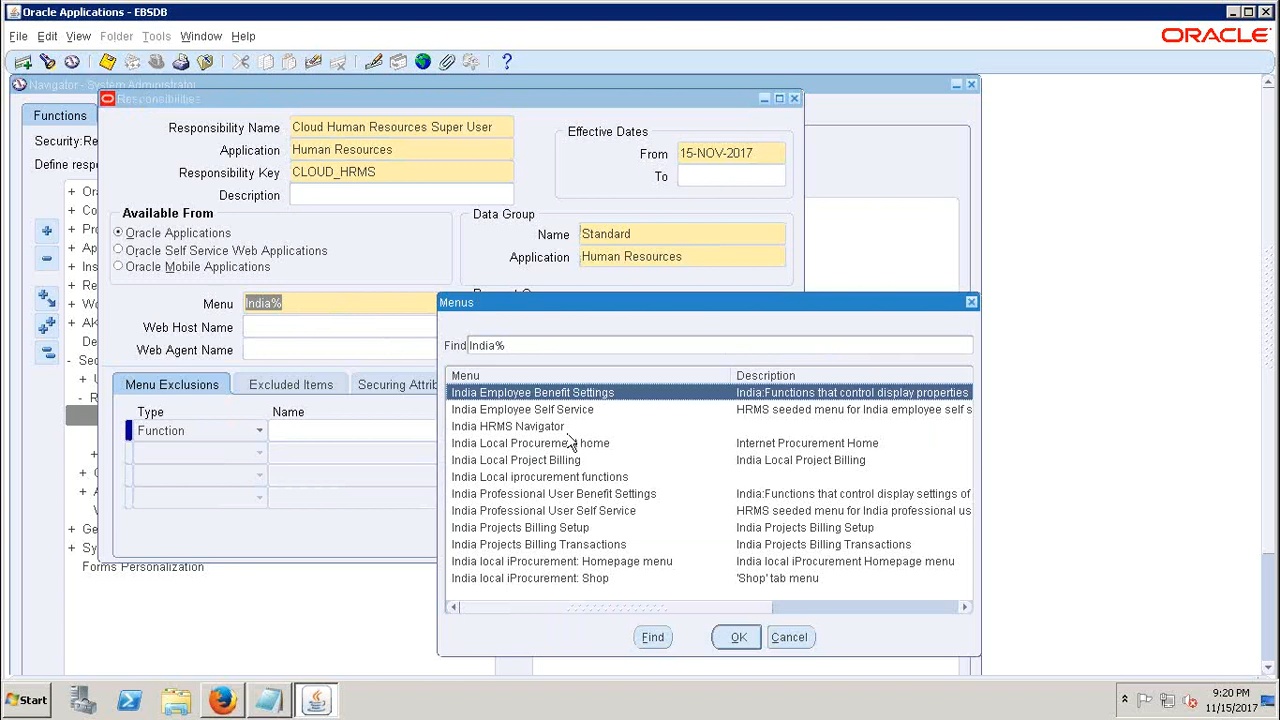 Oracle Applications - EBSDB
File Edit View Folder Tools Window Help
ORACLE
Navigator - System Administrator
Responsibilities
Functions
Security:Re
Define respo
Responsibility Name Cloud Human Resources Super User
Application Human Resources
Responsibility Key CLOUD_HRMS
Description
Effective Dates
From 15-NOV-2017
To
Available From
Oracle Applications
Oracle Self Service Web Applications
Oracle Mobile Applications
Data Group
Name Standard
Application Human Resources
Menu India%
Web Host Name
Web Agent Name
Menu Exclusions Excluded Items Securing Attrib
Type Name
Function
Forms Personalization
Menus
Find India%
Menu Description
India Employee Benefit Settings India:Functions that control display properties
India Employee Self Service HRMS seeded menu for India employee self s
India HRMS Navigator
India Local Procurement home Internet Procurement Home
India Local Project Billing India Local Project Billing
India Local iprocurement functions
India Professional User Benefit Settings India:Functions that control display settings of
India Professional User Self Service HRMS seeded menu for India professional us
India Projects Billing Setup India Projects Billing Setup
India Projects Billing Transactions India Projects Billing Transactions
India local iProcurement: Homepage menu India local iProcurement Homepage menu
India local iProcurement: Shop 'Shop' tab menu
Find OK Cancel
Start
9:20 PM
11/15/2017